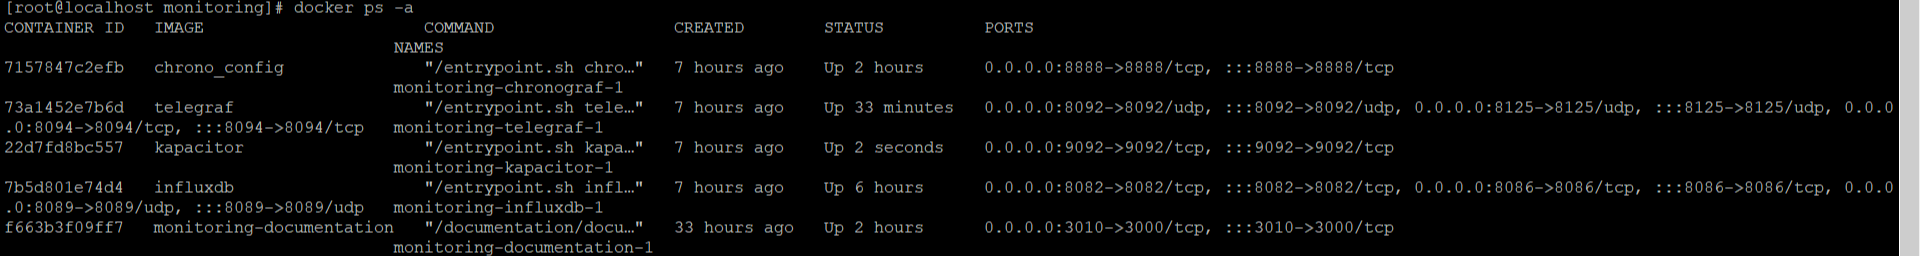 [root@localhost monitoring]# docker ps -a
CONTAINER ID   IMAGE                      COMMAND                  CREATED        STATUS          PORTS
                                       NAMES
7157847c2efb   chrono_config              "/entrypoint.sh chro…"   7 hours ago    Up 2 hours      0.0.0.0:8888->8888/tcp, :::8888->8888/tcp
                                       monitoring-chronograf-1
73a1452e7b6d   telegraf                   "/entrypoint.sh tele…"   7 hours ago    Up 33 minutes   0.0.0.0:8092->8092/udp, :::8092->8092/udp, 0.0.0.0:8125->8125/udp, :::8125->8125/udp, 0.0.0
.0:8094->8094/tcp, :::8094->8094/tcp   monitoring-telegraf-1
22d7fd8bc557   kapacitor                  "/entrypoint.sh kapa…"   7 hours ago    Up 2 seconds    0.0.0.0:9092->9092/tcp, :::9092->9092/tcp
                                       monitoring-kapacitor-1
7b5d801e74d4   influxdb                   "/entrypoint.sh infl…"   7 hours ago    Up 6 hours      0.0.0.0:8082->8082/tcp, :::8082->8082/tcp, 0.0.0.0:8086->8086/tcp, :::8086->8086/tcp, 0.0.0
.0:8089->8089/udp, :::8089->8089/udp   monitoring-influxdb-1
f663b3f09ff7   monitoring-documentation   "/documentation/docu…"   33 hours ago   Up 2 hours      0.0.0.0:3010->3000/tcp, :::3010->3000/tcp
                                       monitoring-documentation-1